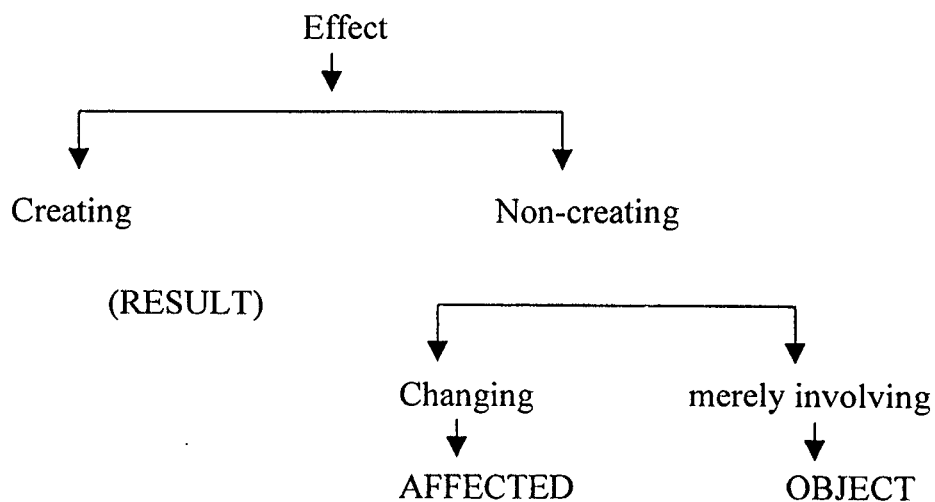 Effect
Creating Non-creating
(RESULT)
Changing merely involving
AFFECTED OBJECT